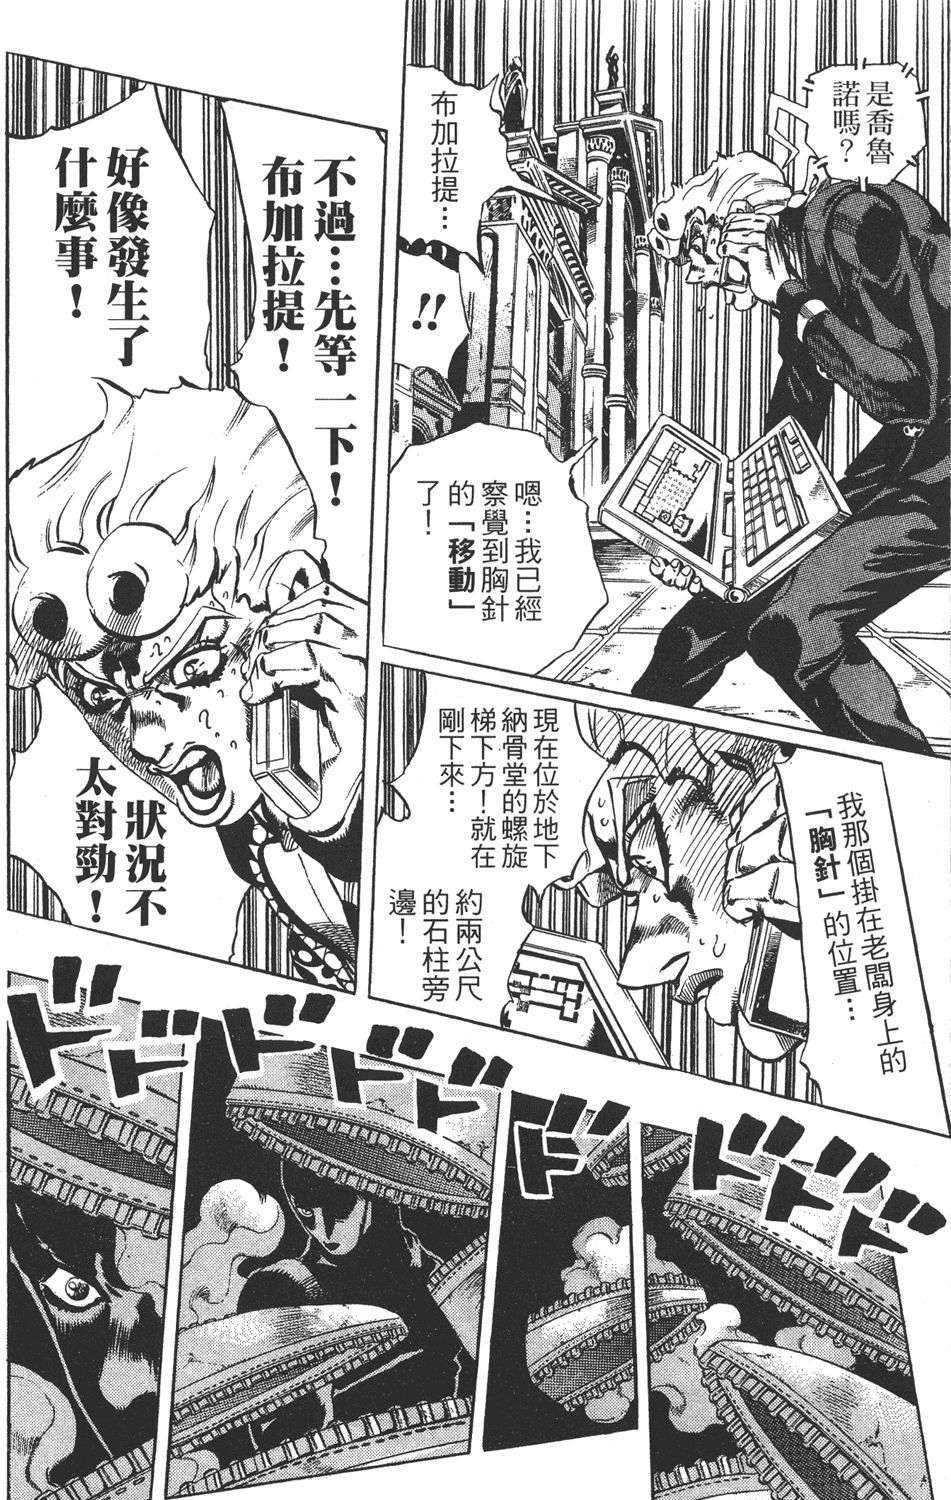 是喬魯
諾嗎？
布加拉提…
!!
嗯…我已經
察覺到胸針
的「移動」
了！
我那個掛在老闆身上的
「胸針」的位置…
現在位於地下
納骨堂的螺旋
梯下方！就在
剛下來…
約兩公尺
的石柱旁
邊！
不過…先等一下！
布加拉提！
好像發生了
什麼事！
狀況不
太對勁！
ドドド
ド
ドドド
ドドド